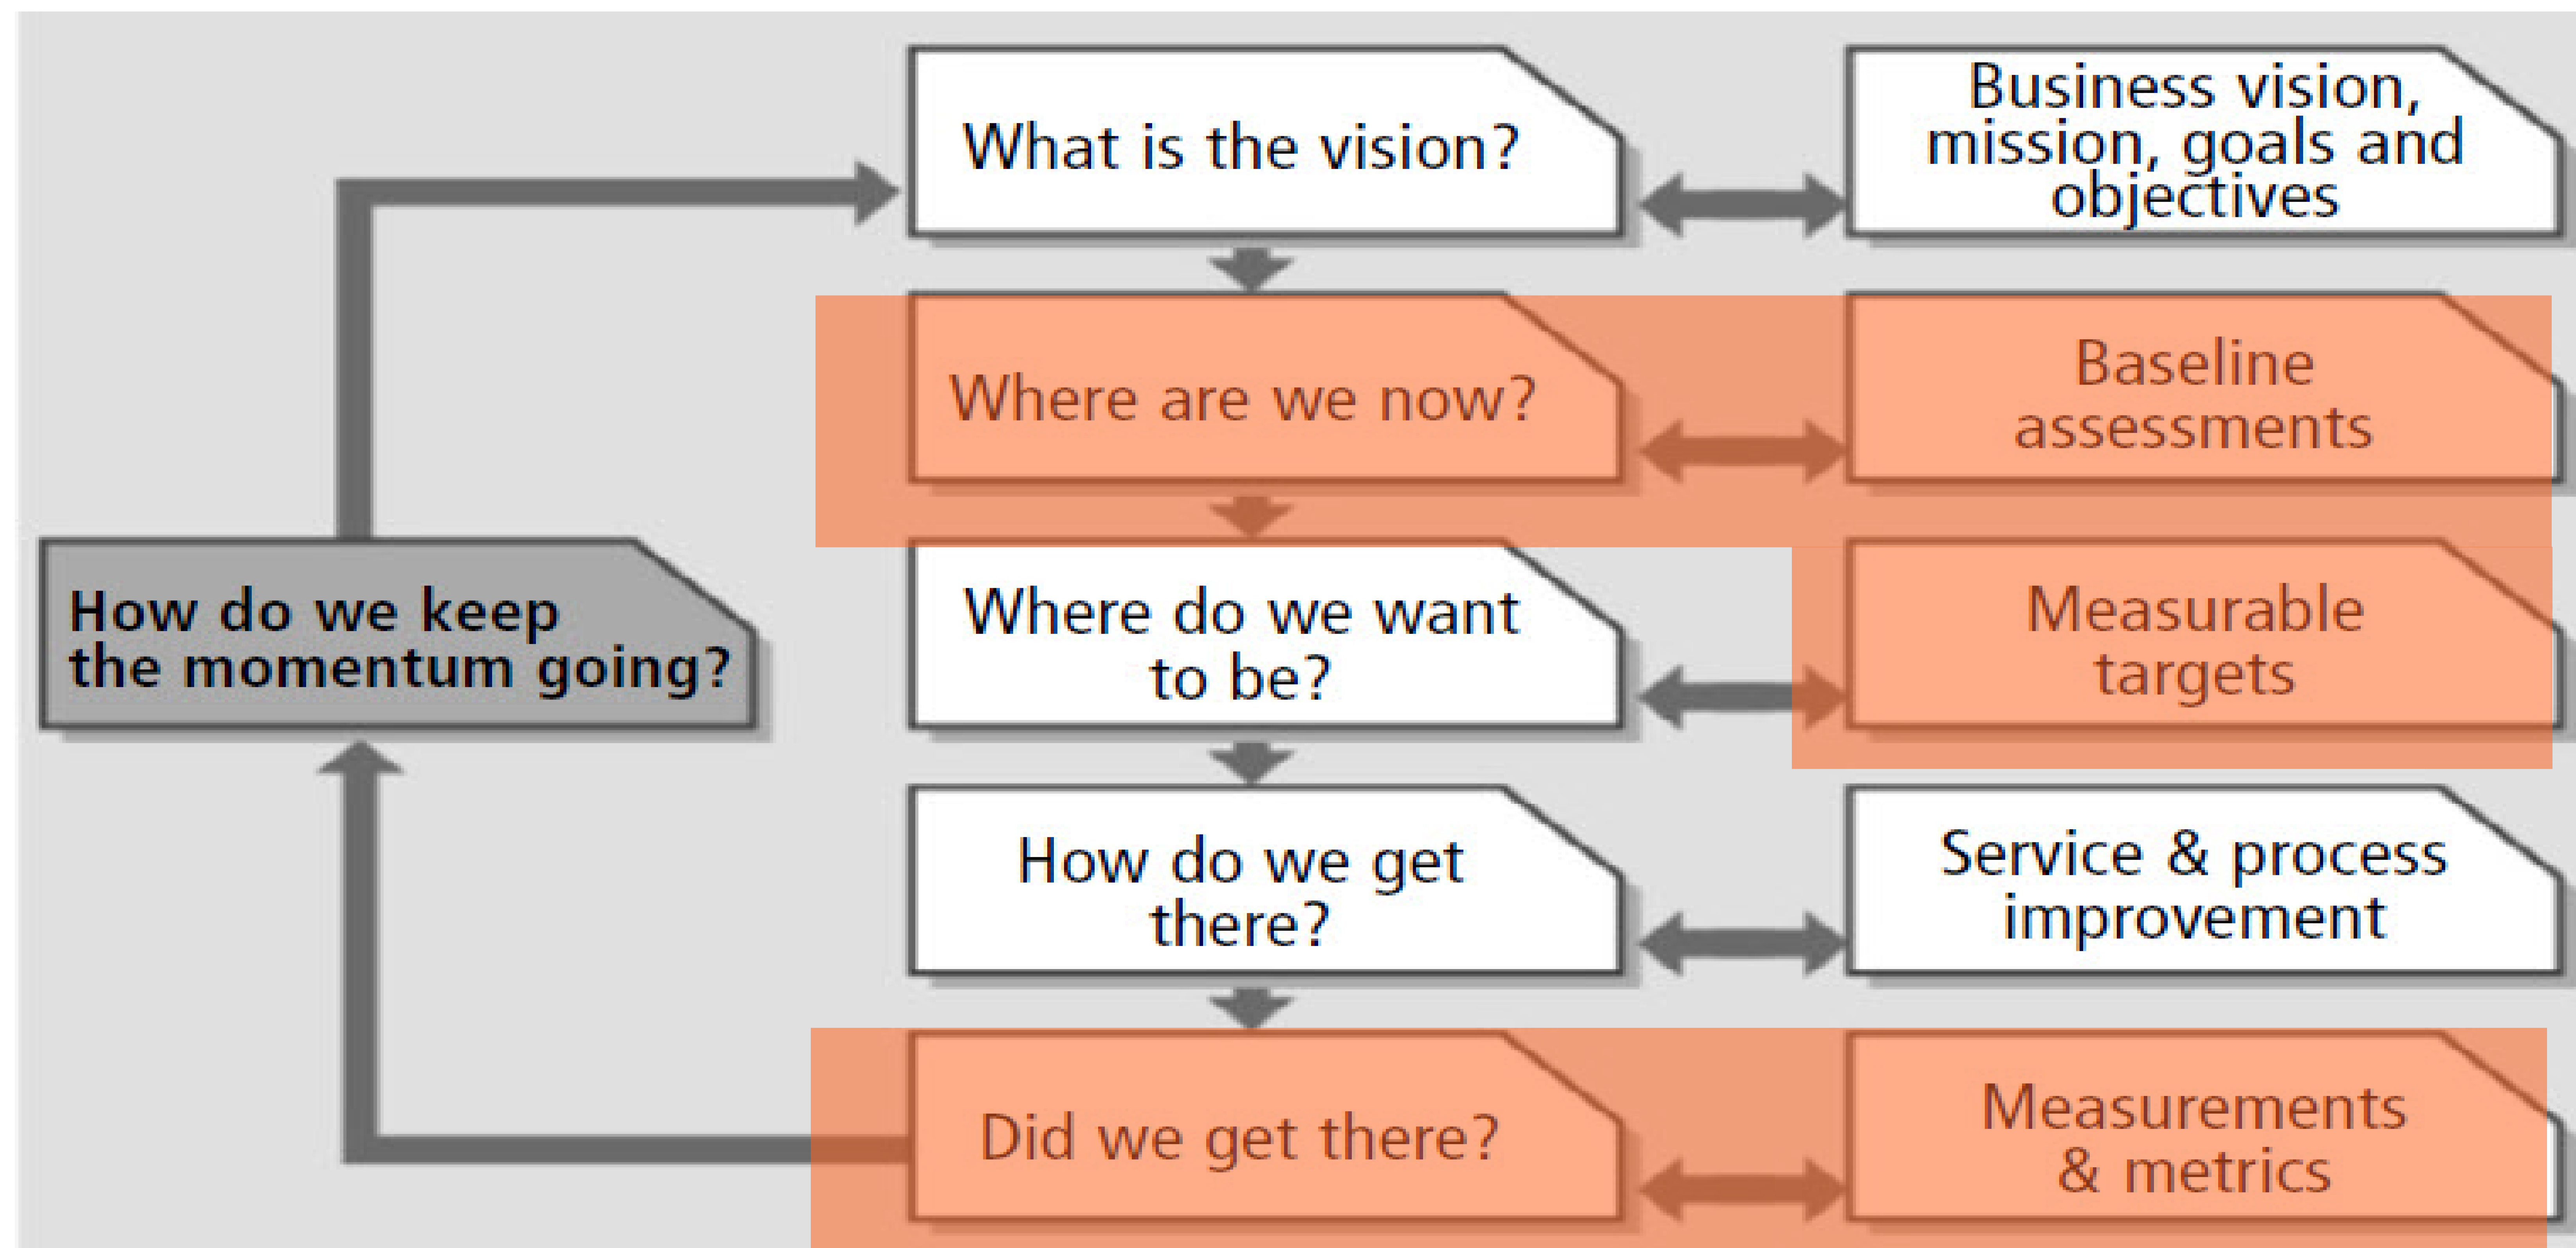 What is the vision?
Business vision,
mission, goals and
objectives
Where are we now?
Baseline
assessments
How do we keep
the momentum going?
Where do we want
to be?
Measurable
targets
How do we get
there?
Service & process
improvement
Did we get there?
Measurements
& metrics